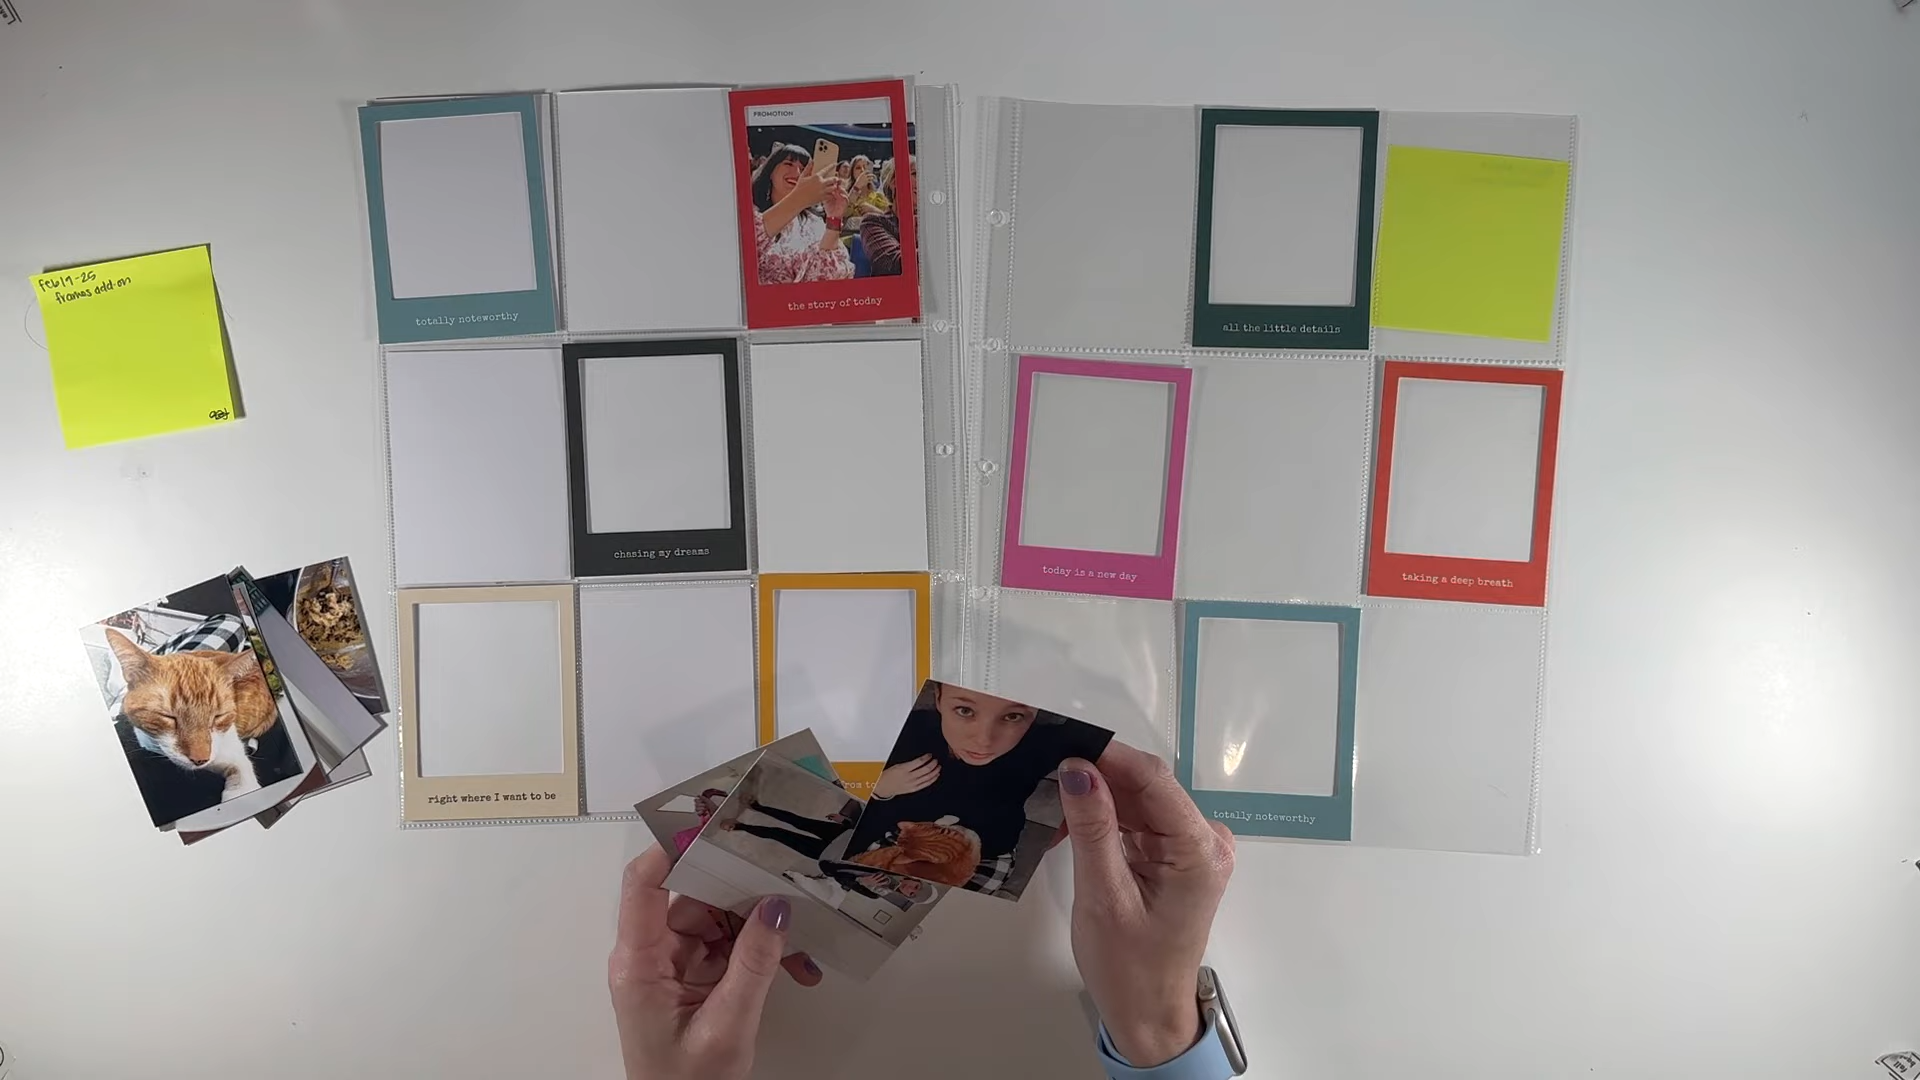 Feb 17-25
frames add-on
totally noteworthy
PROMOTION
the story of today
all the little details
chasing my dreams
today is a new day
taking a deep breath
right where I want to be
totally noteworthy